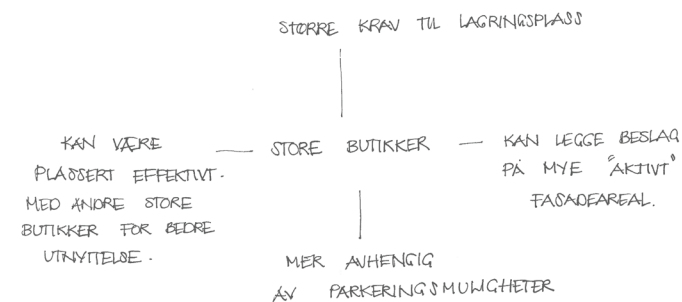 STØRRE KRAV TIL LAGRINGSPLASS
KAN VÆRE
PLASSERT EFFEKTIVT.
MED ANDRE STORE
BUTIKKER FOR BEDRE
UTNYTTELSE.
STORE BUTIKKER
KAN LEGGE BESLAG
PÅ MYE "AKTIVT"
FASADEAREAL.
MER AVHENGIG
AV PARKERINGSMULIGHETER